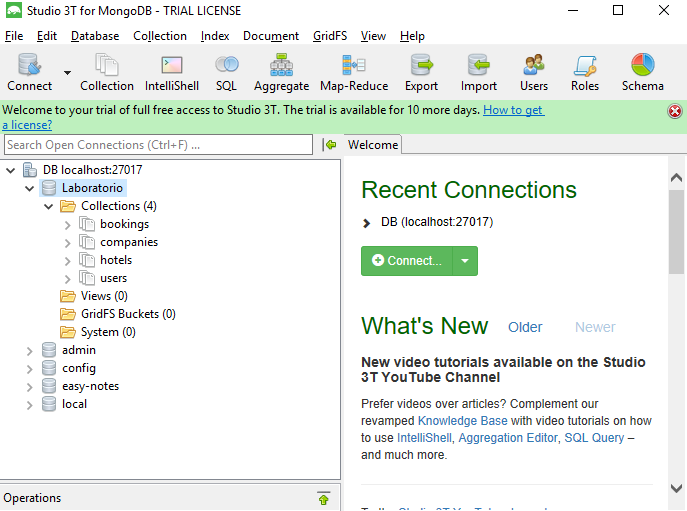 Studio 3T for MongoDB - TRIAL LICENSE
File Edit Database Collection Index Document GridFS View Help
Connect Collection IntelliShell SQL Aggregate Map-Reduce Export Import Users Roles Schema
Welcome to your trial of full free access to Studio 3T. The trial is available for 10 more days. How to get
a license?
Search Open Connections (Ctrl+F) ...
DB localhost:27017
Laboratorio
Collections (4)
bookings
companies
hotels
users
Views (0)
GridFS Buckets (0)
System (0)
admin
config
easy-notes
local
Operations
Welcome
Recent Connections
DB (localhost:27017)
Connect...
What's New Older Newer
New video tutorials available on the Studio
3T YouTube Channel
Prefer videos over articles? Complement our
revamped Knowledge Base with video tutorials on how
to use IntelliShell, Aggregation Editor, SQL Query –
and much more.